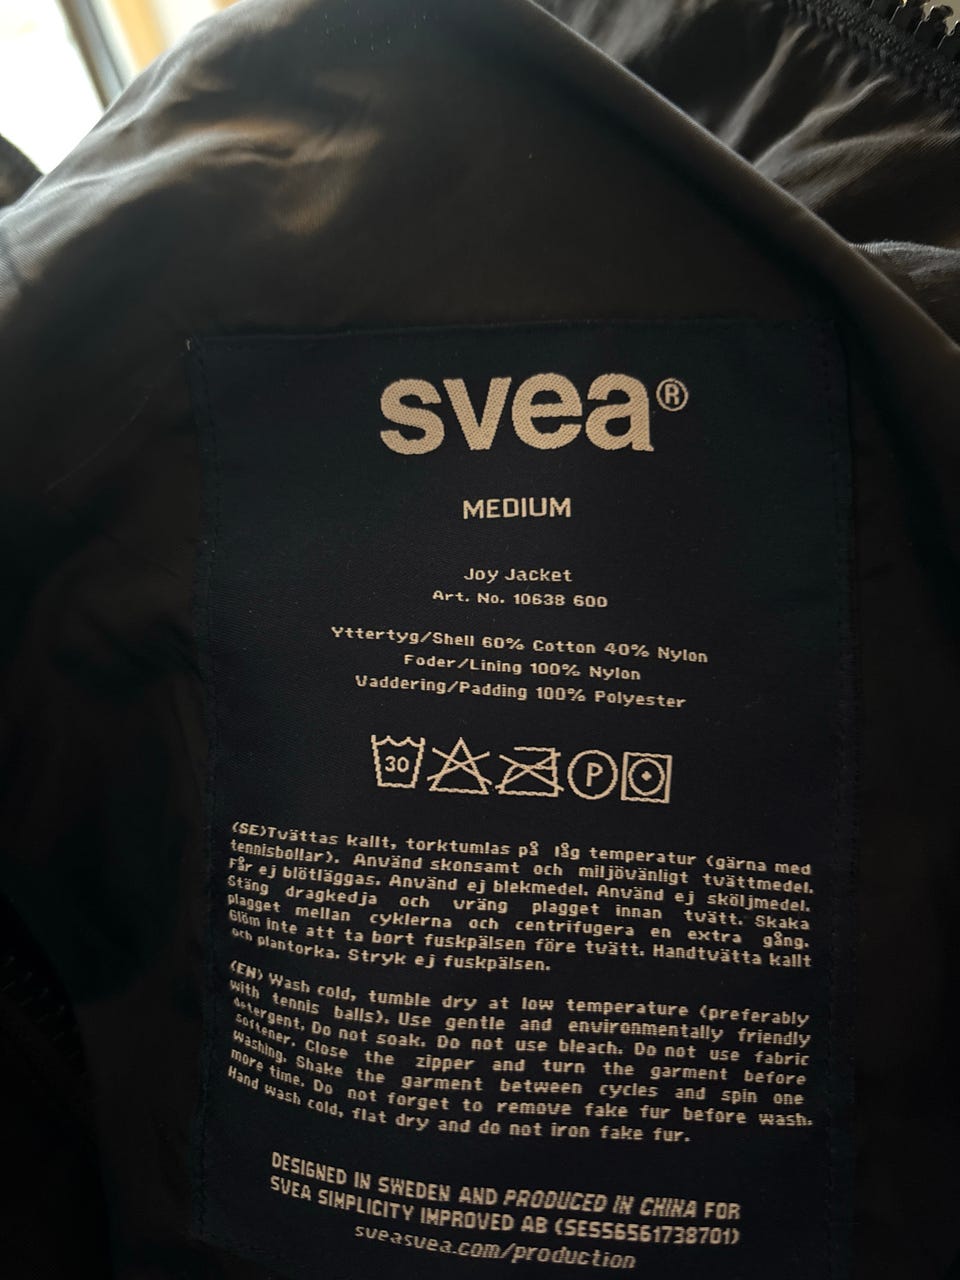 svea®
MEDIUM
Joy Jacket
Art. No. 10638 600
Yttertyg/Shell 60% Cotton 40% Nylon
Foder/Lining 100% Nylon
Vaddering/Padding 100% Polyester
30 P
(SE)Tvättas kallt, torktumlas på låg temperatur (gärna med
tennisbollar). Använd skonsamt och miljövänligt tvättmedel.
Får ej blötläggas. Använd ej blekmedel. Använd ej sköljmedel.
Stäng dragkedja och vräng plagget innan tvätt. Skaka
plagget mellan cyklerna och centrifugera en extra gång.
Glöm inte att ta bort fuskpälsen före tvätt. Handtvätta kallt
och plantorka. Stryk ej fuskpälsen.
(EN) Wash cold, tumble dry at low temperature (preferably
with tennis balls). Use gentle and environmentally friendly
detergent, Do not soak. Do not use bleach. Do not use fabric
softener. Close the zipper and turn the garment before
washing. Shake the garment between cycles and spin one
more time. Do not forget to remove fake fur before wash.
Hand wash cold, flat dry and do not iron fake fur.
DESIGNED IN SWEDEN AND PRODUCED IN CHINA FOR
SVEA SIMPLICITY IMPROVED AB (SE556561738701)
sveasvea.com/production